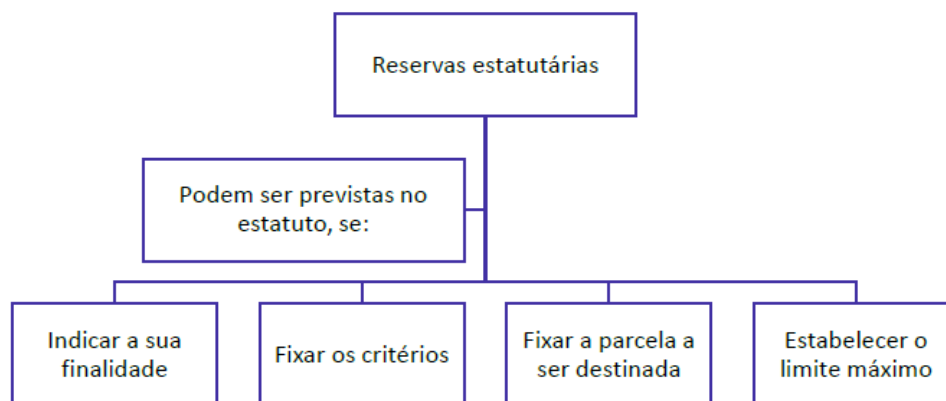 Reservas estatutárias
Podem ser previstas no
estatuto, se:
Indicar a sua
finalidade
Fixar os critérios
Fixar a parcela a
ser destinada
Estabelecer o
limite máximo